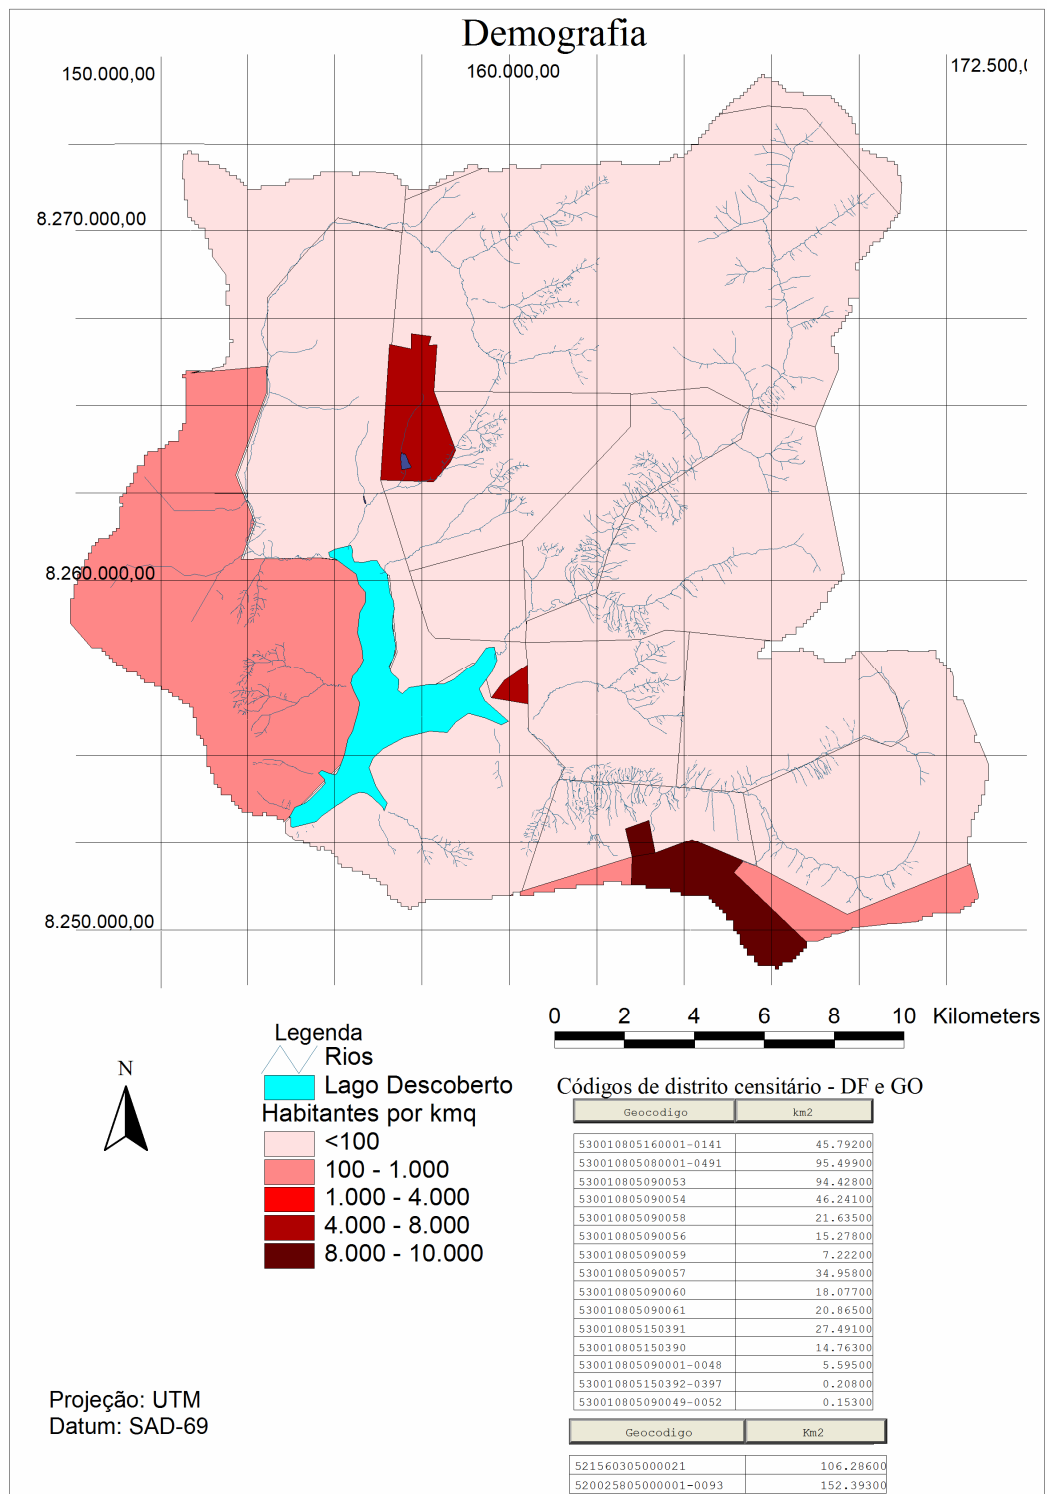 Demografia
150.000,00
160.000,00
172.500,0
8.270.000,00
8.260.000,00
8.250.000,00
0 2 4 6 8 10 Kilometers
Legenda
Rios
Lago Descoberto
Habitantes por kmq
<100
100 - 1.000
1.000 - 4.000
4.000 - 8.000
8.000 - 10.000
N
Códigos de distrito censitário - DF e GO
Geocodigo km2
530010805160001-0141 45.79200
530010805080001-0491 95.49900
530010805090053 94.42800
530010805090054 46.24100
530010805090058 21.63500
530010805090056 15.27800
530010805090059 7.22200
530010805090057 34.95800
530010805090060 18.07700
530010805090061 20.86500
530010805150391 27.49100
530010805150390 14.76300
530010805090001-0048 5.59500
530010805150392-0397 0.20800
530010805090049-0052 0.15300
Geocodigo Km2
521560305000021 106.28600
520025805000001-0093 152.39300
Projeção: UTM
Datum: SAD-69